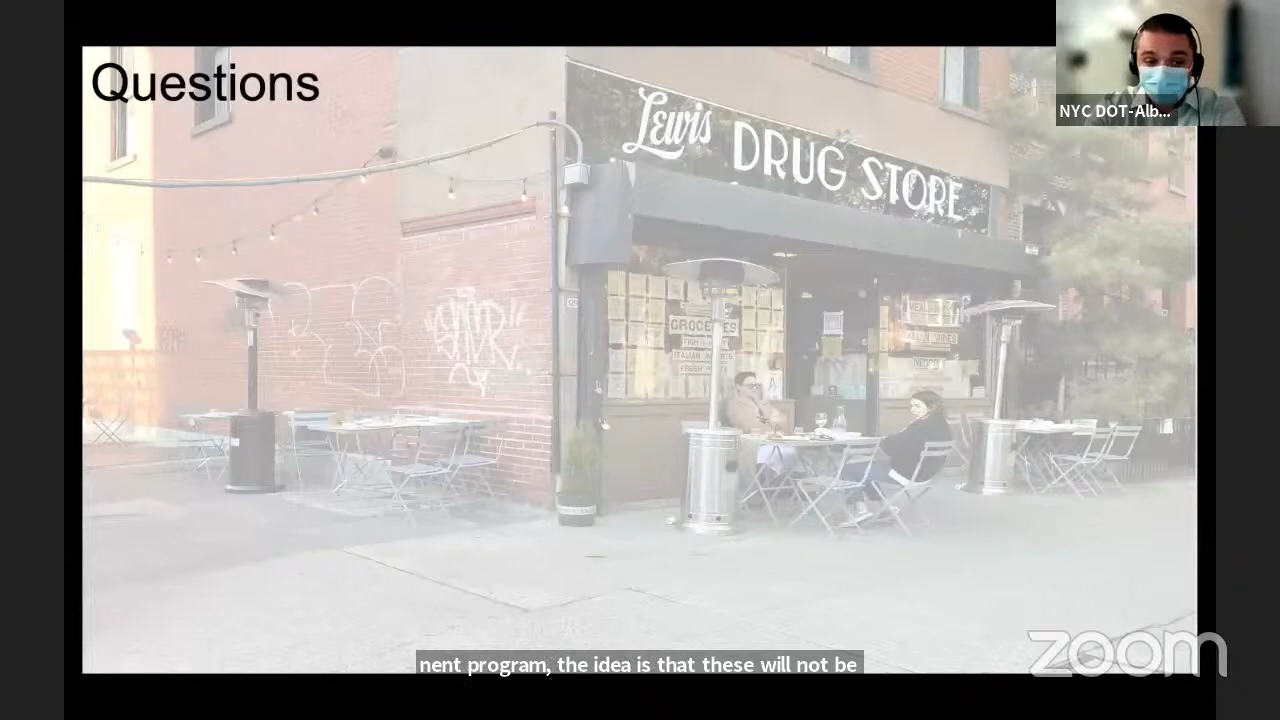 Questions
NYC DOT-Alb...
Lewis DRUG STORE
GROCERIES
ITALIAN
A
zoom
nent program, the idea is that these will not be